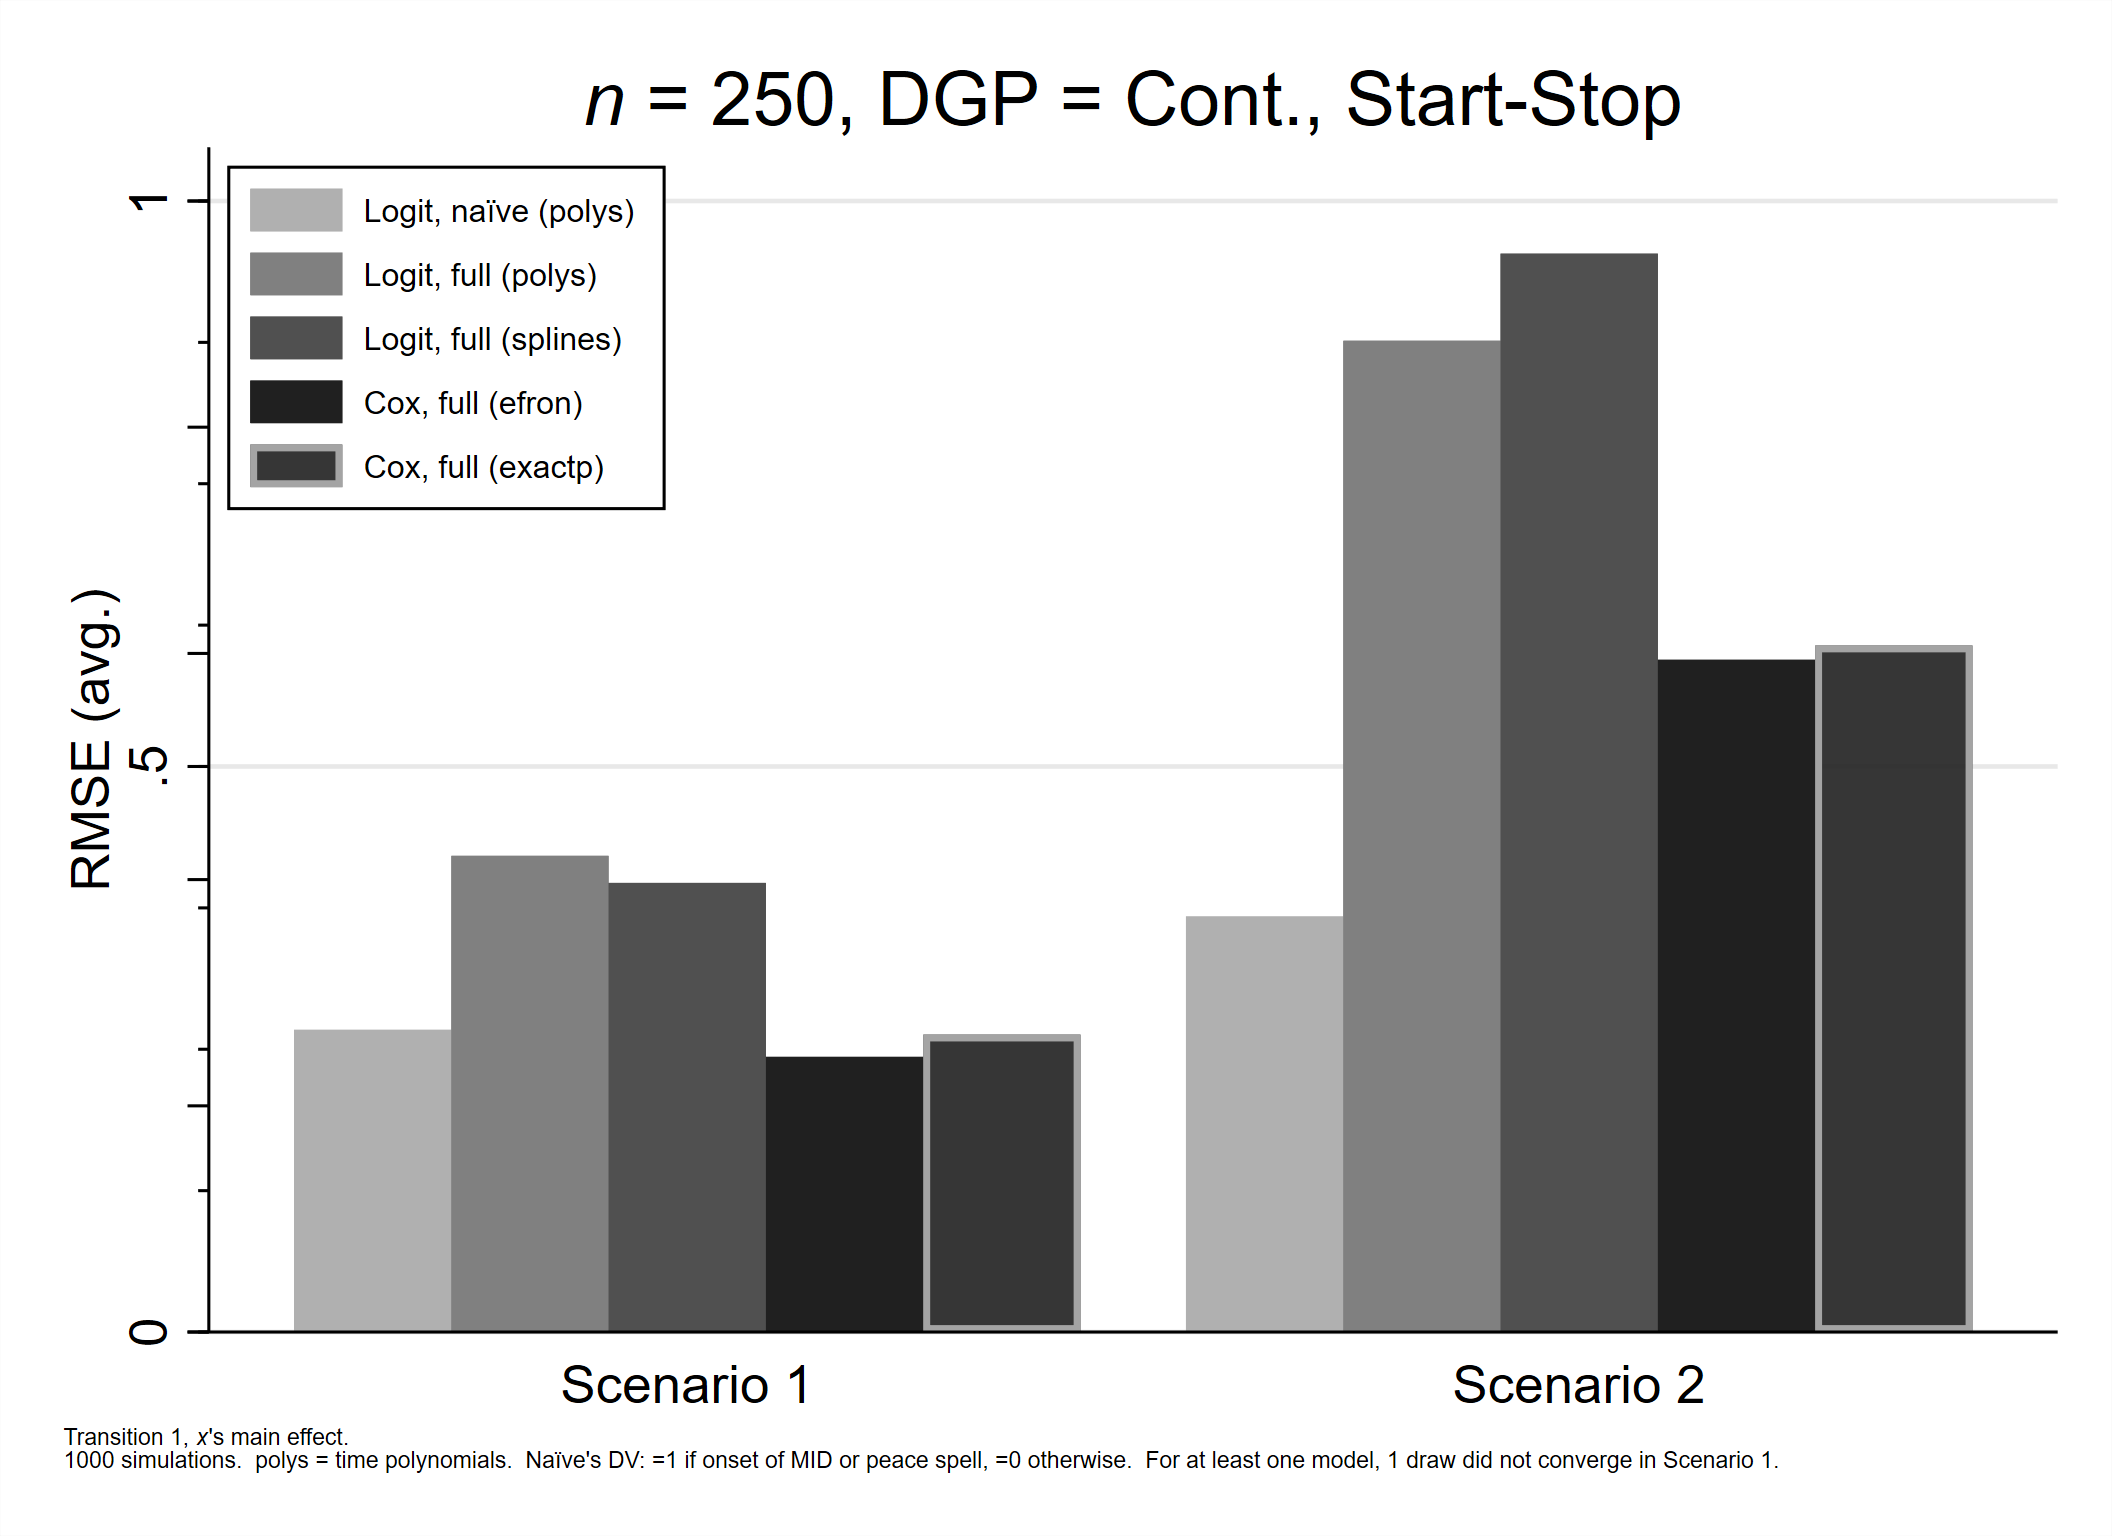 n = 250, DGP = Cont., Start-Stop
Logit, naïve (polys)
Logit, full (polys)
Logit, full (splines)
Cox, full (efron)
Cox, full (exactp)
RMSE (avg.)
1
.5
0
Scenario 1
Scenario 2
Transition 1, x's main effect.
1000 simulations.  polys = time polynomials.  Naïve's DV: =1 if onset of MID or peace spell, =0 otherwise.  For at least one model, 1 draw did not converge in Scenario 1.